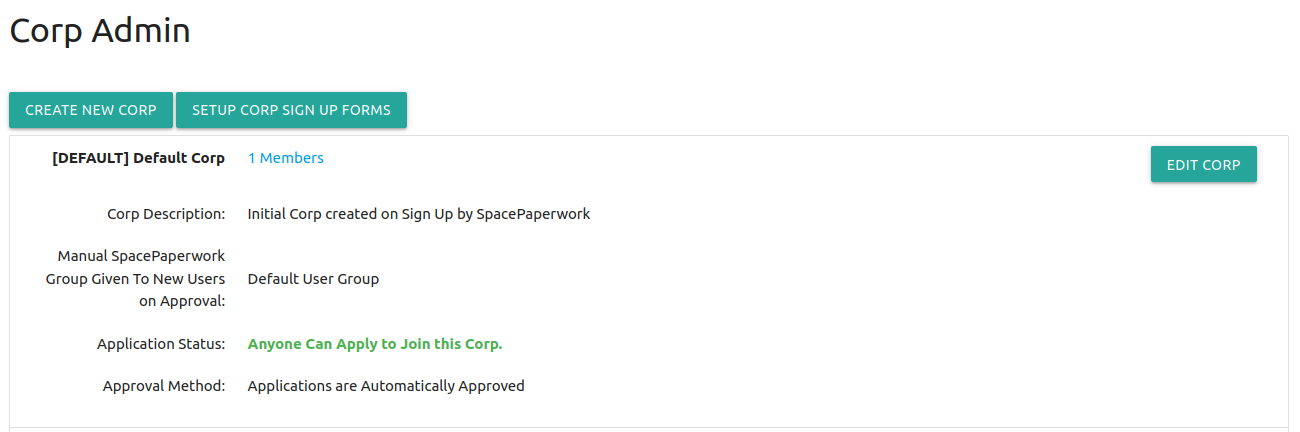 Corp Admin
CREATE NEW CORP SETUP CORP SIGN UP FORMS
[DEFAULT] Default Corp 1 Members EDIT CORP
Corp Description: Initial Corp created on Sign Up by SpacePaperwork
Manual SpacePaperwork
Group Given To New Users Default User Group
on Approval:
Application Status: Anyone Can Apply to Join this Corp.
Approval Method: Applications are Automatically Approved